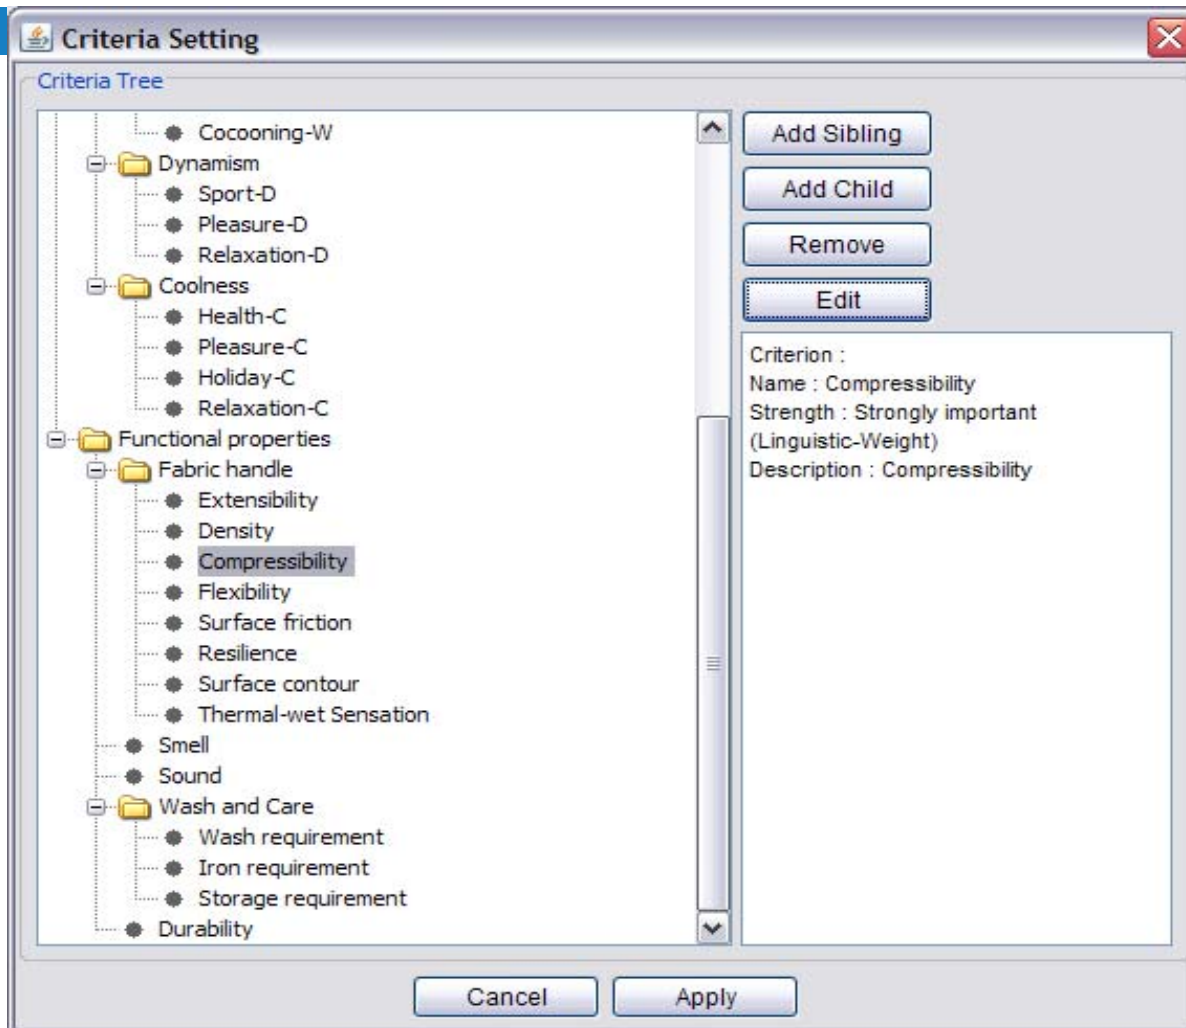 Criteria Setting
Criteria Tree
Cocooning-W
Dynamism
Sport-D
Pleasure-D
Relaxation-D
Coolness
Health-C
Pleasure-C
Holiday-C
Relaxation-C
Functional properties
Fabric handle
Extensibility
Density
Compressibility
Flexibility
Surface friction
Resilience
Surface contour
Thermal-wet Sensation
Smell
Sound
Wash and Care
Wash requirement
Iron requirement
Storage requirement
Durability
Add Sibling
Add Child
Remove
Edit
Criterion :
Name : Compressibility
Strength : Strongly important
(Linguistic-Weight)
Description : Compressibility
Cancel
Apply